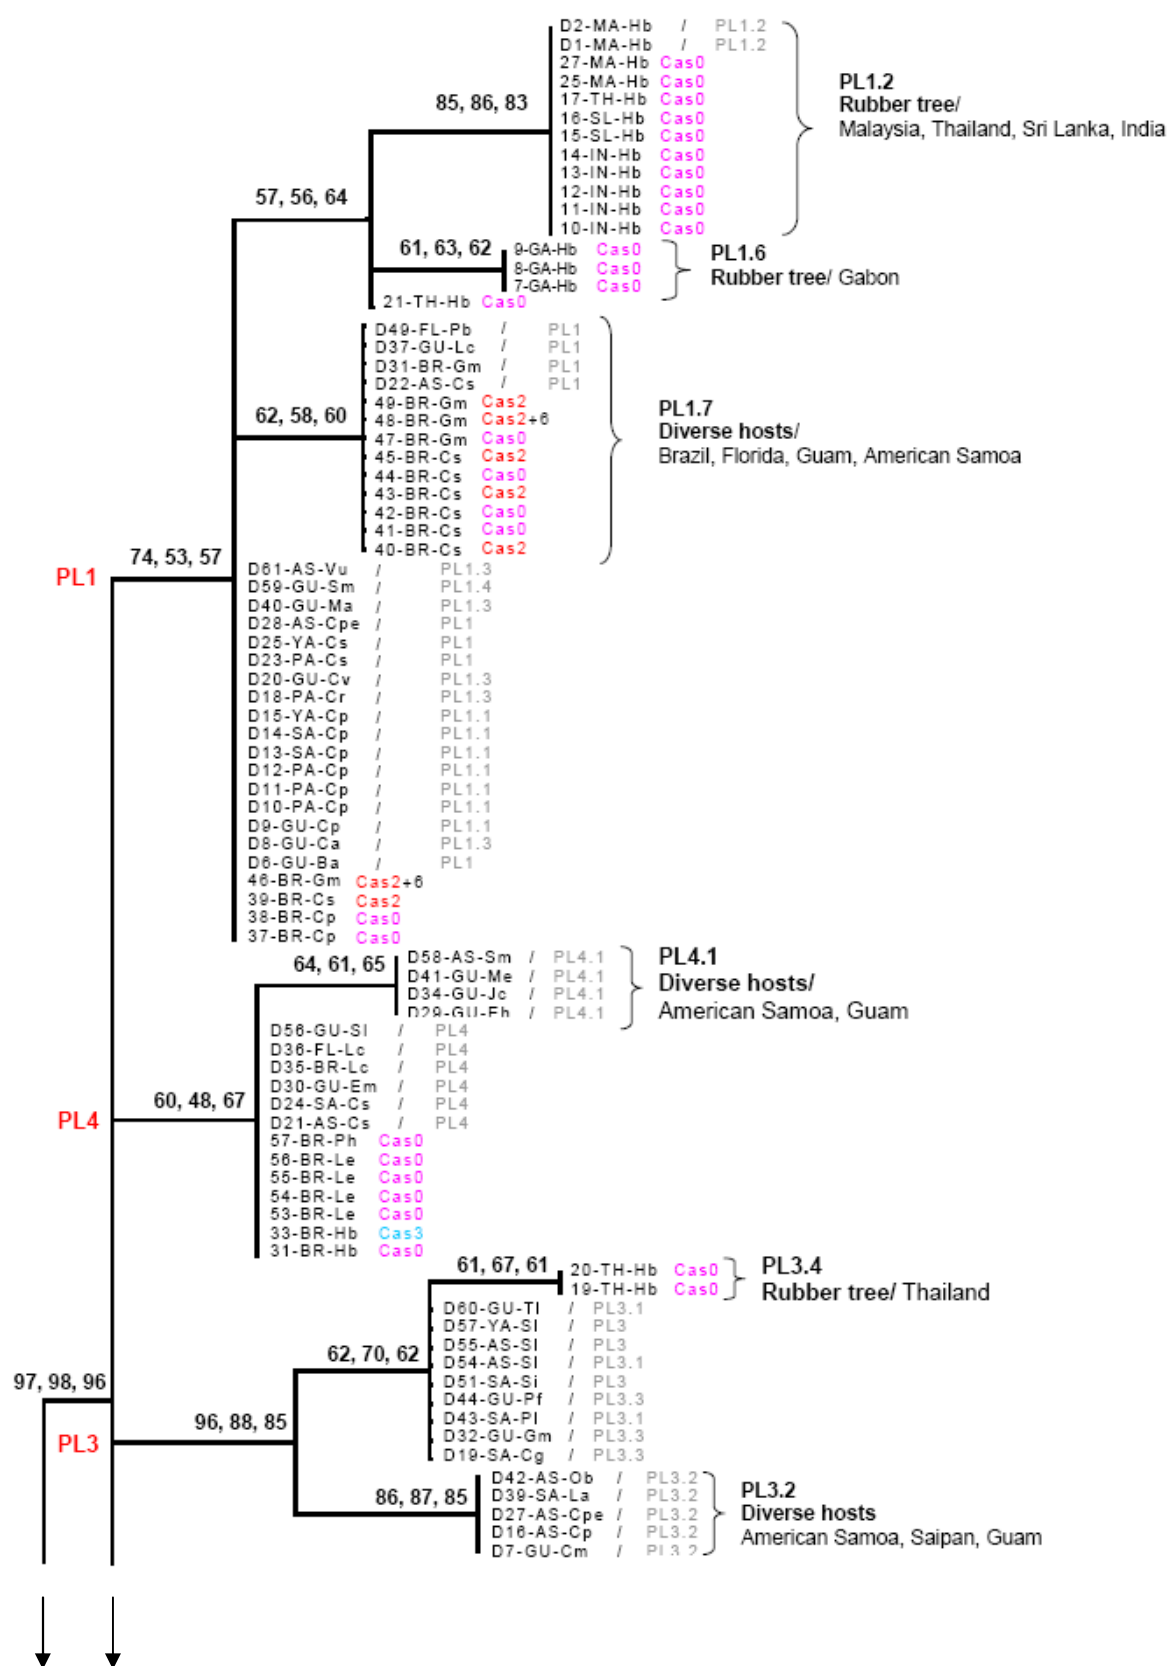 D2-MA-Hb / PL1.2
D1-MA-Hb / PL1.2
27-MA-Hb Cas0
25-MA-Hb Cas0
17-TH-Hb Cas0
16-SL-Hb Cas0
15-SL-Hb Cas0
14-IN-Hb Cas0
13-IN-Hb Cas0
12-IN-Hb Cas0
11-IN-Hb Cas0
10-IN-Hb Cas0
85, 86, 83
PL1.2
Rubber tree/
Malaysia, Thailand, Sri Lanka, India
57, 56, 64
61, 63, 62
9-GA-Hb Cas0
8-GA-Hb Cas0
7-GA-Hb Cas0
PL1.6
Rubber tree/ Gabon
21-TH-Hb Cas0
D49-FL-Pb / PL1
D37-GU-Lc / PL1
D31-BR-Gm / PL1
D22-AS-Cs / PL1
49-BR-Gm Cas2
48-BR-Gm Cas2+6
47-BR-Gm Cas0
45-BR-Cs Cas2
44-BR-Cs Cas0
43-BR-Cs Cas2
42-BR-Cs Cas0
41-BR-Cs Cas0
40-BR-Cs Cas2
62, 58, 60
PL1.7
Diverse hosts/
Brazil, Florida, Guam, American Samoa
74, 53, 57
PL1
D61-AS-Vu / PL1.3
D59-GU-Sm / PL1.4
D40-GU-Ma / PL1.3
D28-AS-Cpe / PL1
D25-YA-Cs / PL1
D23-PA-Cs / PL1
D20-GU-Cv / PL1.3
D18-PA-Cr / PL1.3
D15-YA-Cp / PL1.1
D14-SA-Cp / PL1.1
D13-SA-Cp / PL1.1
D12-PA-Cp / PL1.1
D11-PA-Cp / PL1.1
D10-PA-Cp / PL1.1
D9-GU-Cp / PL1.1
D8-GU-Ca / PL1.3
D6-GU-Ba / PL1
46-BR-Gm Cas2+6
39-BR-Cs Cas2
38-BR-Cp Cas0
37-BR-Cp Cas0
64, 61, 65
D58-AS-Sm / PL4.1
D41-GU-Me / PL4.1
D34-GU-Jc / PL4.1
D29-GU-Eh / PL4.1
PL4.1
Diverse hosts/
American Samoa, Guam
D56-GU-Sl / PL4
D36-FL-Lc / PL4
D35-BR-Lc / PL4
D30-GU-Em / PL4
D24-SA-Cs / PL4
D21-AS-Cs / PL4
57-BR-Ph Cas0
56-BR-Le Cas0
55-BR-Le Cas0
54-BR-Le Cas0
53-BR-Le Cas0
33-BR-Hb Cas3
31-BR-Hb Cas0
60, 48, 67
PL4
61, 67, 61
20-TH-Hb Cas0
19-TH-Hb Cas0
PL3.4
Rubber tree/ Thailand
D60-GU-Tl / PL3.1
D57-YA-Sl / PL3
D55-AS-Sl / PL3
D54-AS-Sl / PL3.1
D51-SA-Si / PL3
D44-GU-Pf / PL3.3
D43-SA-Pl / PL3.1
D32-GU-Gm / PL3.3
D19-SA-Cg / PL3.3
62, 70, 62
97, 98, 96
96, 88, 85
PL3
86, 87, 85
D42-AS-Ob / PL3.2
D39-SA-La / PL3.2
D27-AS-Cpe / PL3.2
D16-AS-Cp / PL3.2
D7-GU-Cm / PL3.2
PL3.2
Diverse hosts
American Samoa, Saipan, Guam